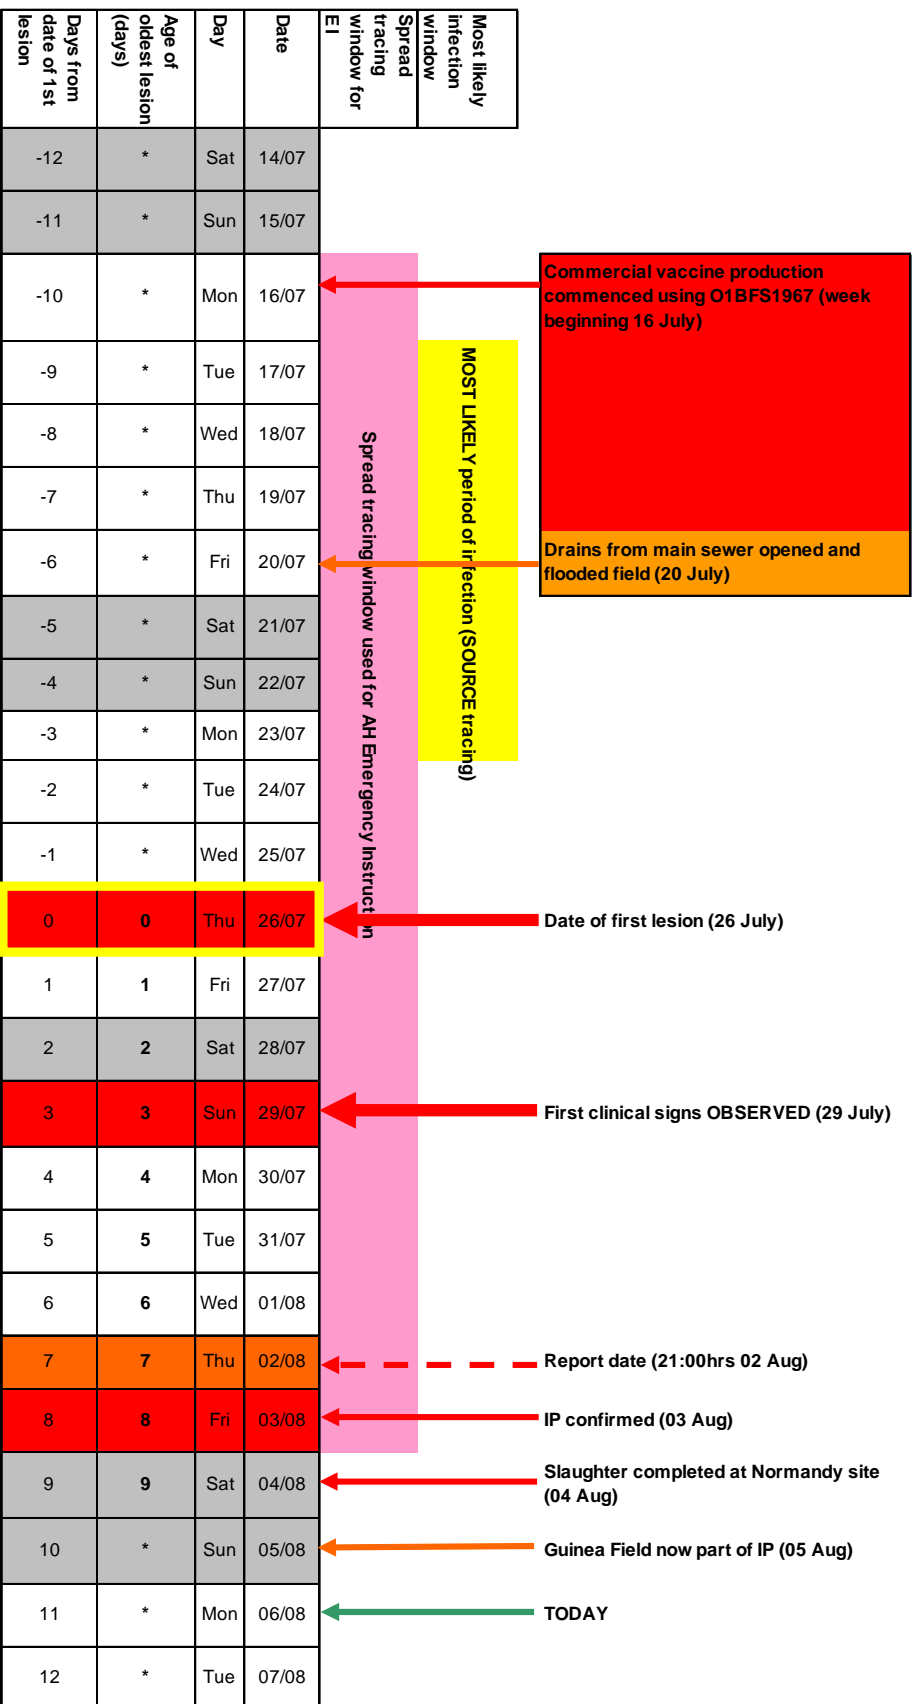 Days from
date of 1st
lesion
Age of
oldest lesion
(days)
Day
Date
Spread
tracing
window for
EI
Most likely
infection
window
-12 * Sat 14/07
-11 * Sun 15/07
-10 * Mon 16/07
Commercial vaccine production
commenced using O1BFS1967 (week
beginning 16 July)
-9 * Tue 17/07
-8 * Wed 18/07
-7 * Thu 19/07
-6 * Fri 20/07
Drains from main sewer opened and
flooded field (20 July)
-5 * Sat 21/07
-4 * Sun 22/07
-3 * Mon 23/07
-2 * Tue 24/07
-1 * Wed 25/07
0 0 Thu 26/07 Date of first lesion (26 July)
1 1 Fri 27/07
2 2 Sat 28/07
3 3 Sun 29/07 First clinical signs OBSERVED (29 July)
4 4 Mon 30/07
5 5 Tue 31/07
6 6 Wed 01/08
7 7 Thu 02/08 Report date (21:00hrs 02 Aug)
8 8 Fri 03/08 IP confirmed (03 Aug)
9 9 Sat 04/08 Slaughter completed at Normandy site
(04 Aug)
10 * Sun 05/08 Guinea Field now part of IP (05 Aug)
11 * Mon 06/08 TODAY
12 * Tue 07/08
Spread tracing window used for AH Emergency Instruction
MOST LIKELY period of infection (SOURCE tracing)